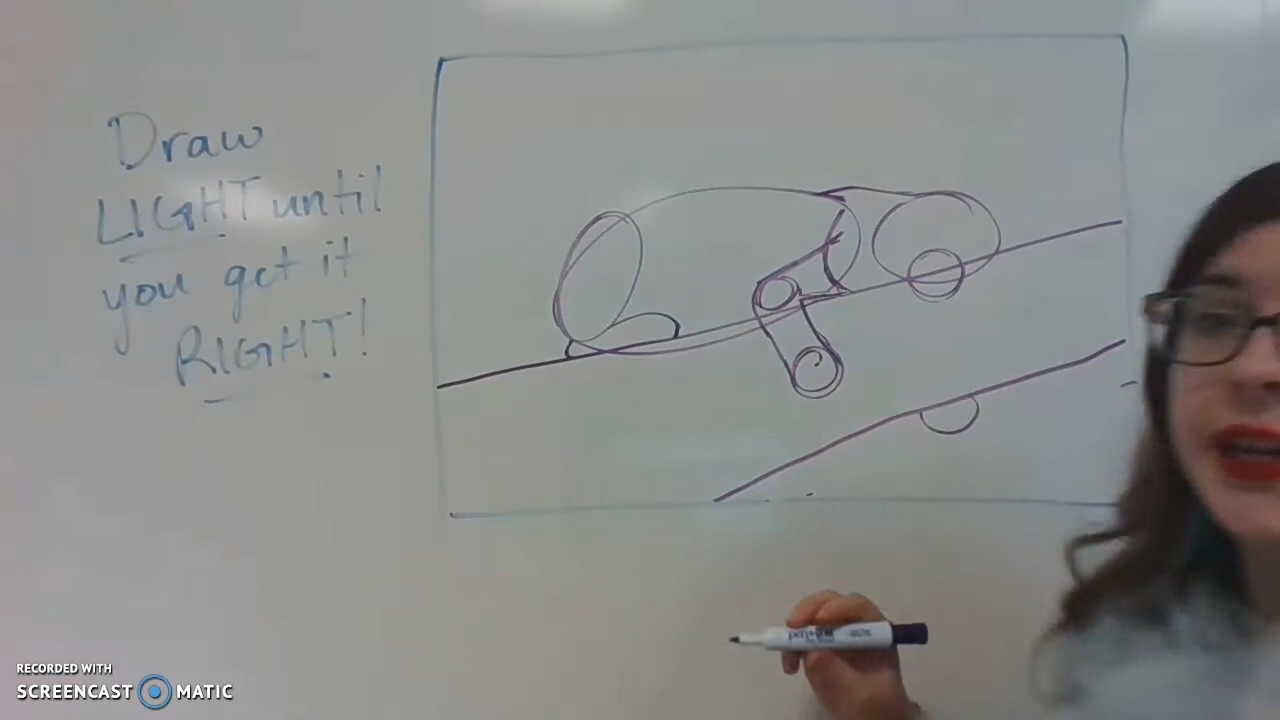 Draw
LIGHT until
you get it
RIGHT!
RECORDED WITH
SCREENCAST MATIC